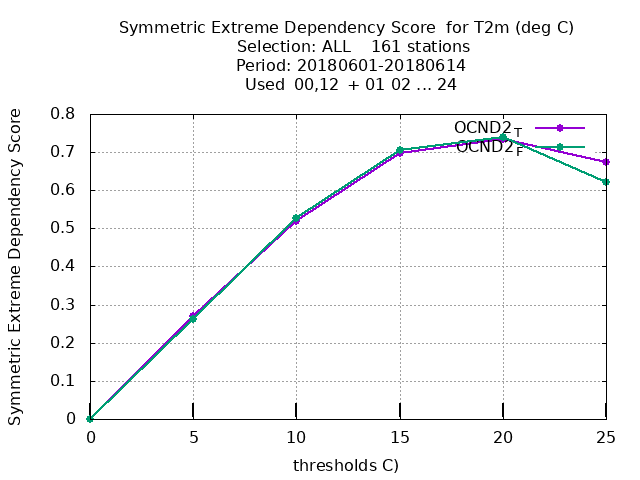 Symmetric Extreme Dependency Score  for T2m (deg C)
Selection: ALL    161 stations
Period: 20180601-20180614
Used  00,12  + 01 02 ... 24
Symmetric Extreme Dependency Score
0.8
0.7
0.6
0.5
0.4
0.3
0.2
0.1
0
OCND2T
OCND2F
0 5 10 15 20 25
thresholds C)